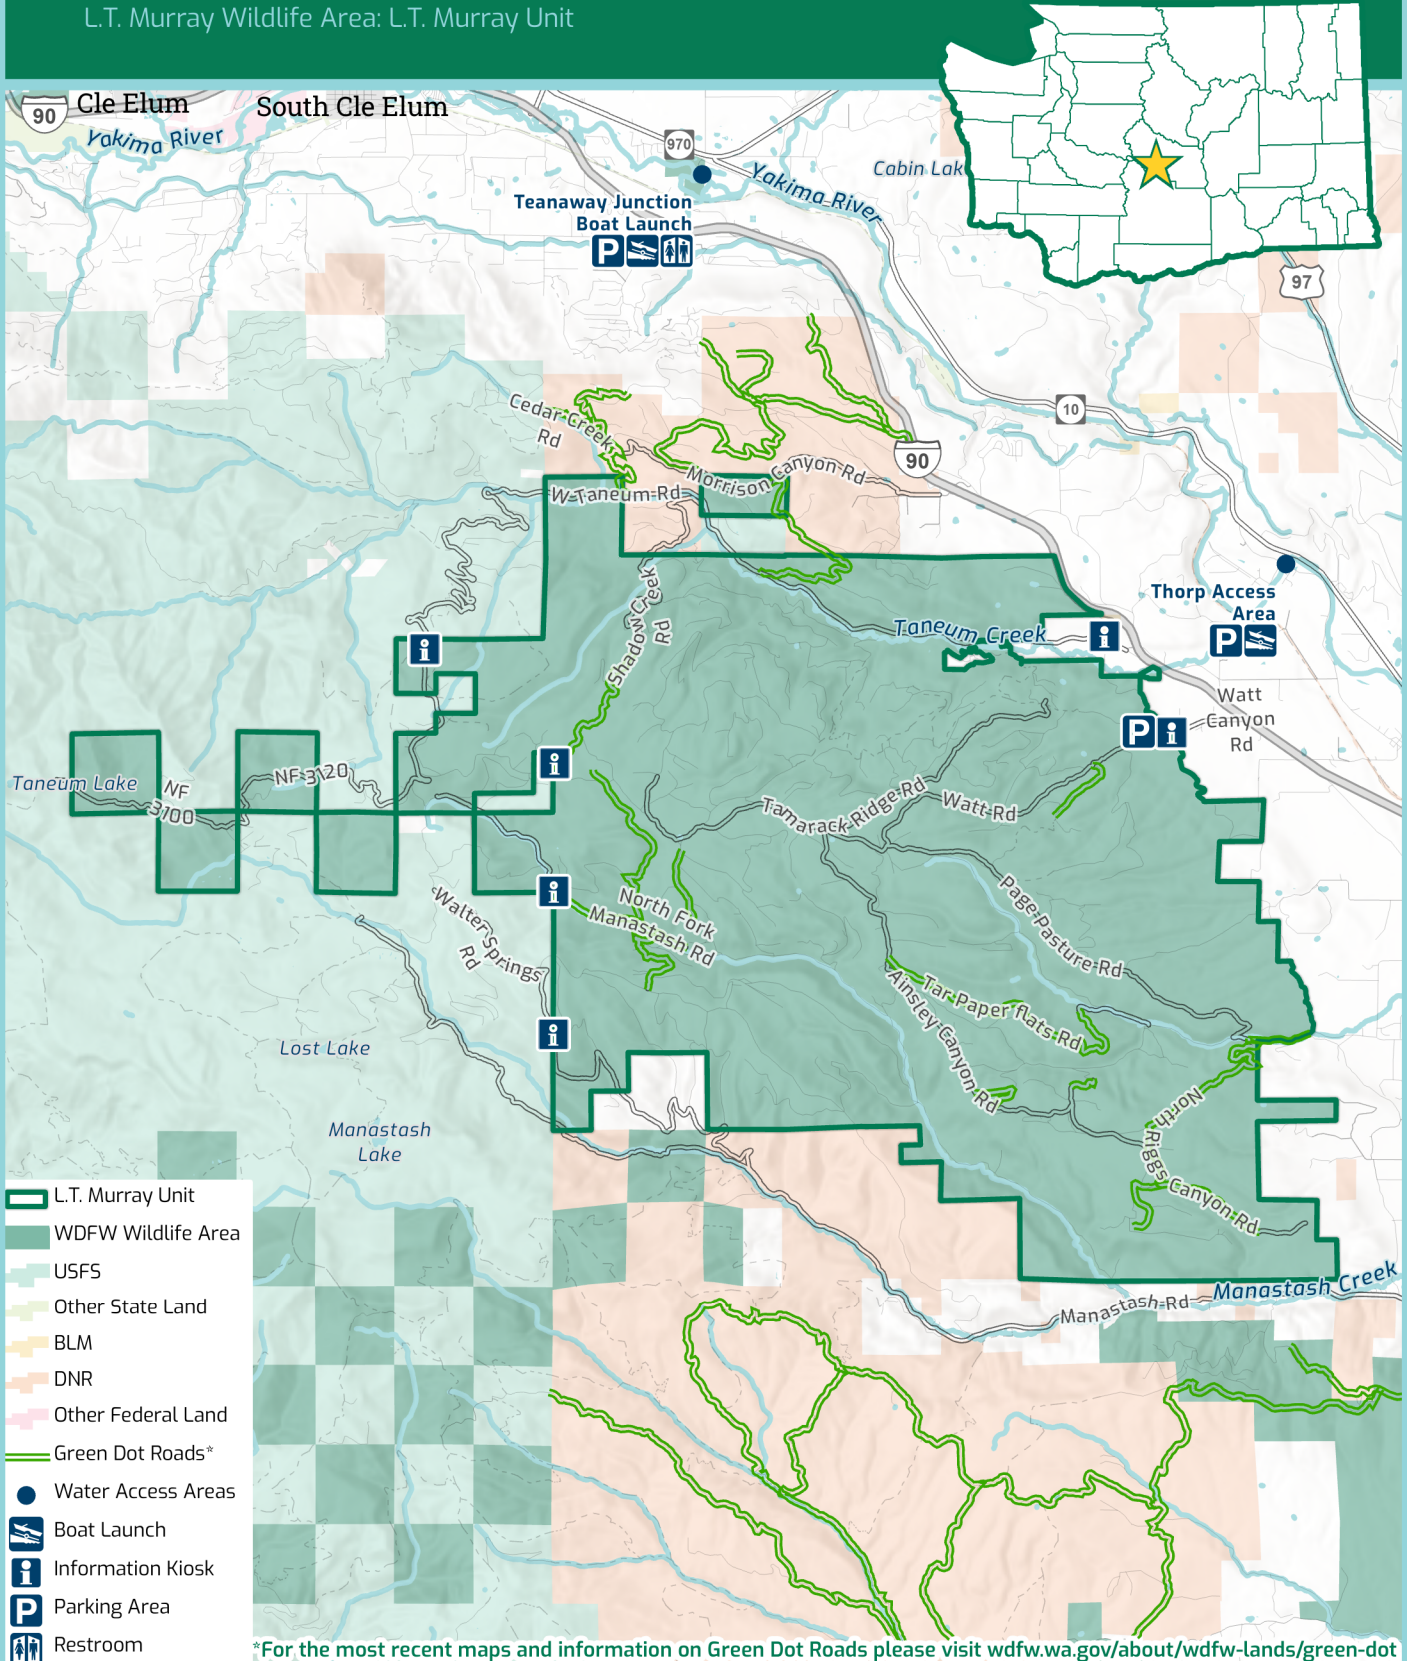 L.T. Murray Wildlife Area: L.T. Murray Unit
90
Cle Elum
South Cle Elum
Yakima River
970
Yakima River
Cabin Lak
Teanaway Junction
Boat Launch
P
97
10
Cedar Creek
Rd
90
Morrison Canyon Rd
W Taneum Rd
Thorp Access
Area
P
Shadow Creek
Rd
Taneum Creek
i
i
Watt
Canyon
Rd
P i
i
Taneum Lake
NF
3100
NF 3120
Tamarack Ridge Rd
Watt Rd
i
North Fork
Manastash Rd
Walter Springs
Rd
Page Pasture Rd
Tar Paper flats Rd
Ainsley Canyon Rd
i
Lost Lake
Manastash
Lake
North
Riggs
Canyon Rd
Manastash Creek
Manastash Rd
L.T. Murray Unit
WDFW Wildlife Area
USFS
Other State Land
BLM
DNR
Other Federal Land
Green Dot Roads*
Water Access Areas
Boat Launch
i Information Kiosk
P Parking Area
Restroom
*For the most recent maps and information on Green Dot Roads please visit wdfw.wa.gov/about/wdfw-lands/green-dot